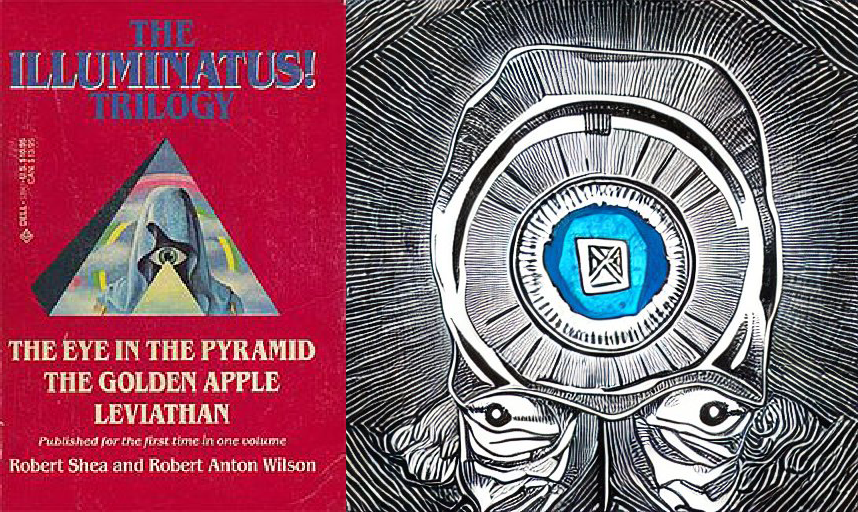 THE
ILLUMINATUS!
TRILOGY
THE EYE IN THE PYRAMID
THE GOLDEN APPLE
LEVIATHAN
Published for the first time in one volume
Robert Shea and Robert Anton Wilson